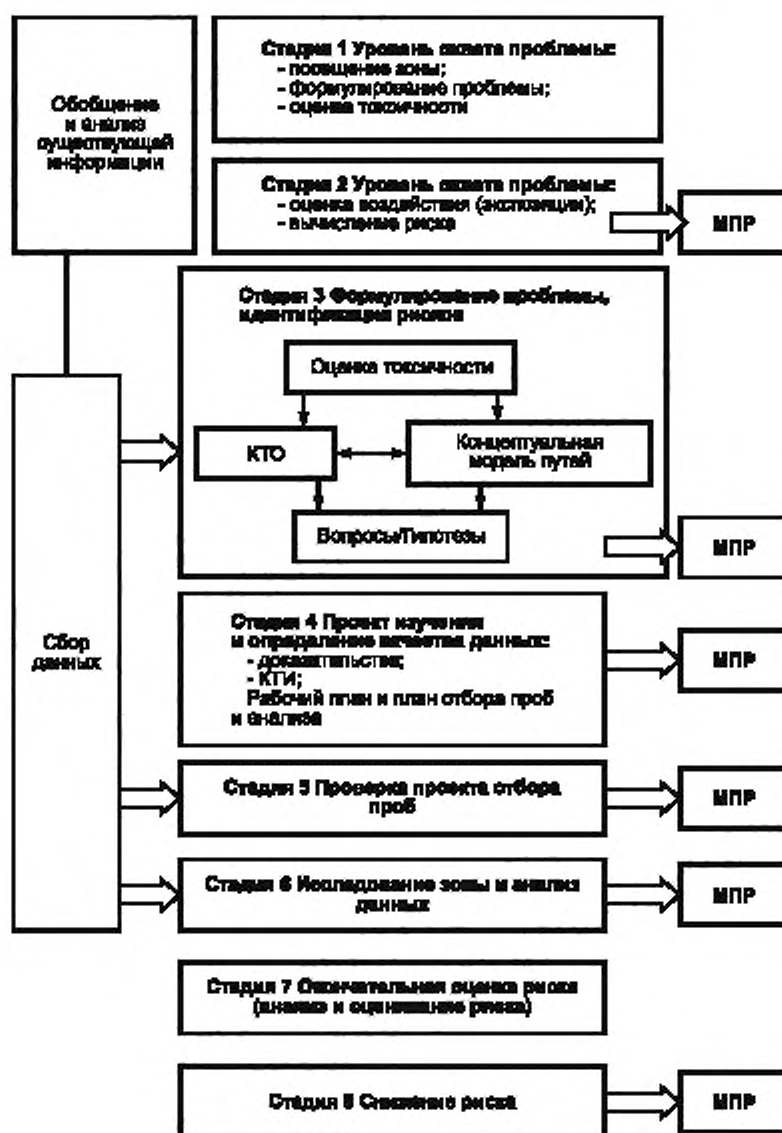 Обобщение
и анализ
существующей
информации
Стадия 1 Уровень охвата проблемы:
- посещение зоны;
- формулирование проблемы;
- оценка токсичности
Стадия 2 Уровень охвата проблемы:
- оценка воздействия (экспозиции);
- вычисление риска
МПР
Стадия 3 Формулирование проблемы,
идентификация рисков
Оценка токсичности
КТО
Концептуальная
модель путей
Вопросы/Гипотезы
МПР
Сбор
данных
Стадия 4 Проект изучения
и определение качества данных:
- доказательства;
- КТИ;
Рабочий план и план отбора проб
и анализа
МПР
Стадия 5 Проверка проекта отбора
проб
МПР
Стадия 6 Исследование зоны и анализ
данных
МПР
Стадия 7 Окончательная оценка риска
(анализ и оценивание риска)
Стадия 8 Снижение риска
МПР